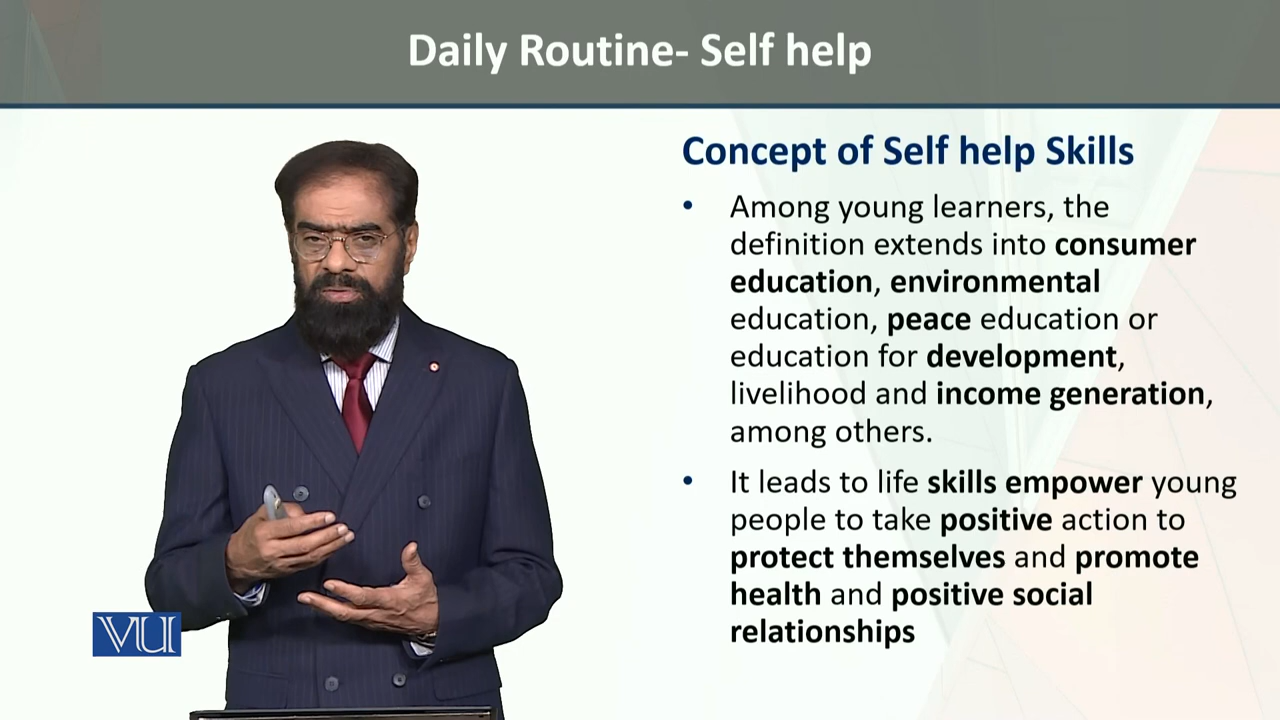 Daily Routine- Self help
Concept of Self help Skills
• Among young learners, the
definition extends into consumer
education, environmental
education, peace education or
education for development,
livelihood and income generation,
among others.
• It leads to life skills empower young
people to take positive action to
protect themselves and promote
health and positive social
relationships
VU